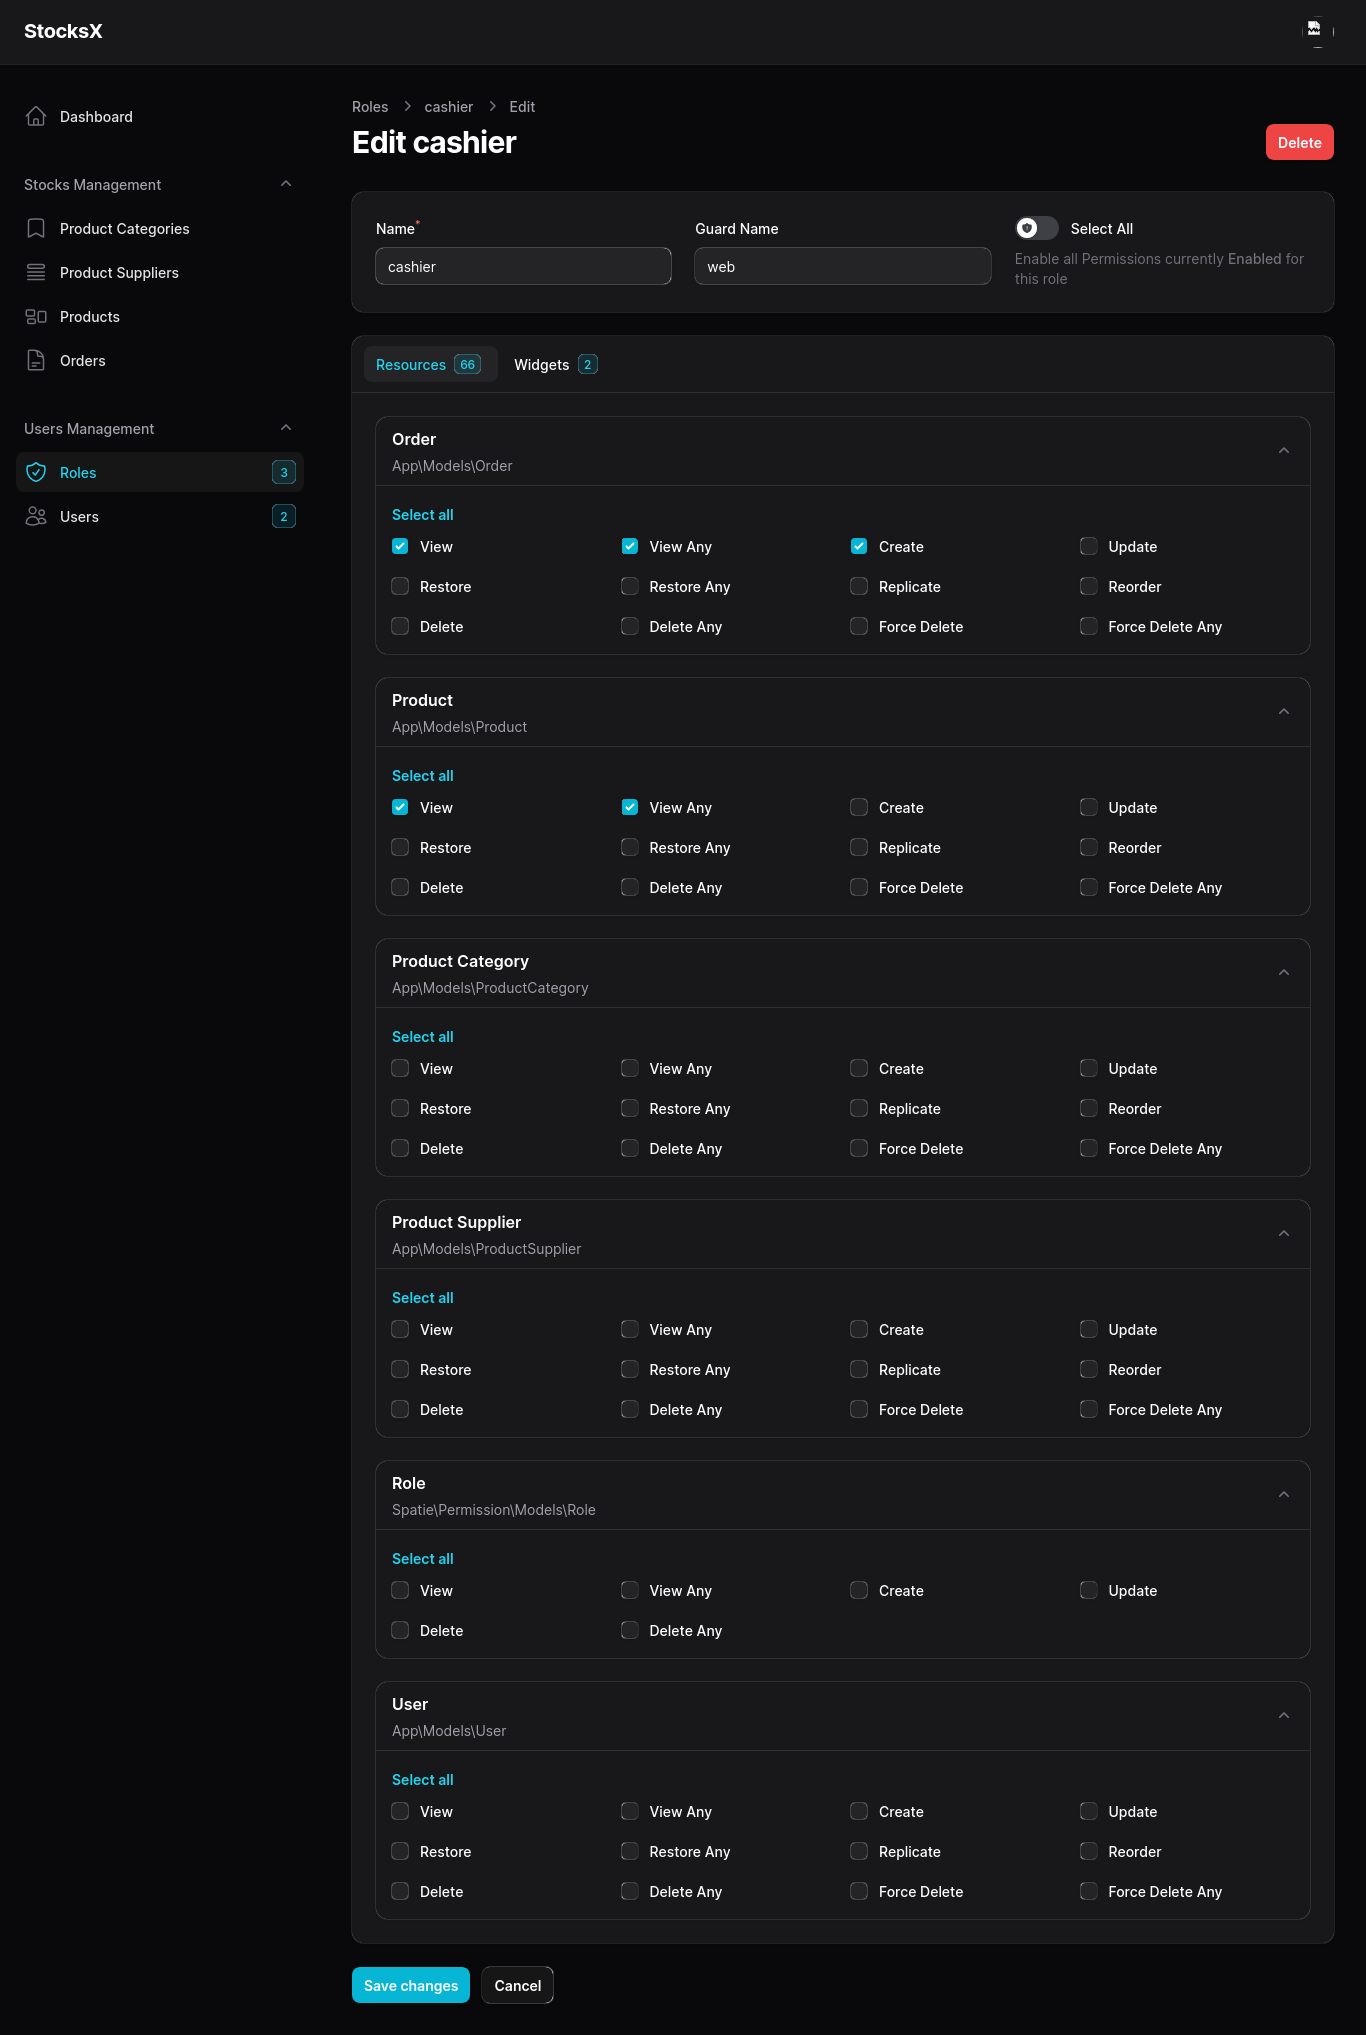 StocksX
Dashboard
Stocks Management
Product Categories
Product Suppliers
Products
Orders
Users Management
Roles 3
Users 2
Roles > cashier > Edit
Edit cashier
Delete
Name*
cashier
Guard Name
web
Select All
Enable all Permissions currently Enabled for
this role
Resources 66 Widgets 2
Order
App\Models\Order
Select all
View View Any Create Update
Restore Restore Any Replicate Reorder
Delete Delete Any Force Delete Force Delete Any
Product
App\Models\Product
Select all
View View Any Create Update
Restore Restore Any Replicate Reorder
Delete Delete Any Force Delete Force Delete Any
Product Category
App\Models\ProductCategory
Select all
View View Any Create Update
Restore Restore Any Replicate Reorder
Delete Delete Any Force Delete Force Delete Any
Product Supplier
App\Models\ProductSupplier
Select all
View View Any Create Update
Restore Restore Any Replicate Reorder
Delete Delete Any Force Delete Force Delete Any
Role
Spatie\Permission\Models\Role
Select all
View View Any Create Update
Delete Delete Any
User
App\Models\User
Select all
View View Any Create Update
Restore Restore Any Replicate Reorder
Delete Delete Any Force Delete Force Delete Any
Save changes Cancel